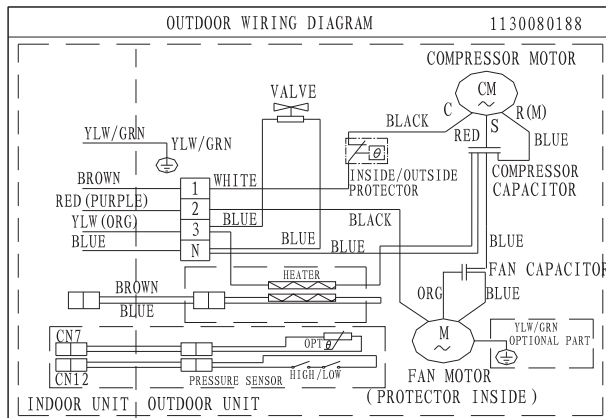 OUTDOOR WIRING DIAGRAM 1130080188
COMPRESSOR MOTOR
VALVE
CM
~
C
R(M)
BLACK
S
RED
BLUE
YLW/GRN
YLW/GRN
θ
COMPRESSOR
CAPACITOR
INSIDE/OUTSIDE
PROTECTOR
BROWN
1
WHITE
RED(PURPLE)
2
BLUE
BLACK
YLW(ORG)
3
BLUE
BLUE
N
BLUE
BLUE
HEATER
FAN CAPACITOR
BROWN
BLUE
ORG
BLUE
CN7
OPT
θ
M
~
YLW/GRN
OPTIONAL PART
CN12
PRESSURE SENSOR
HIGH/LOW
FAN MOTOR
(PROTECTOR INSIDE)
INDOOR UNIT
OUTDOOR UNIT